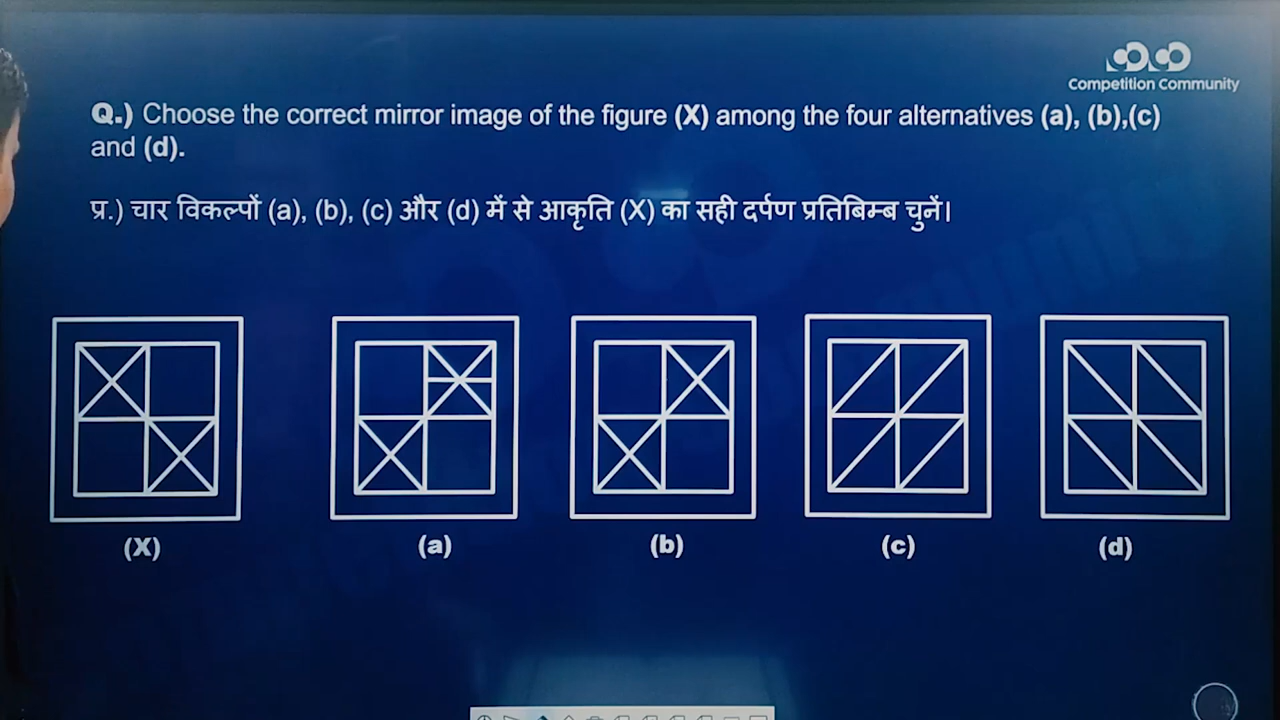 Competition Community
Q.) Choose the correct mirror image of the figure (X) among the four alternatives (a), (b),(c)
and (d).
प्र.) चार विकल्पों (a), (b), (c) और (d) में से आकृति (X) का सही दर्पण प्रतिबिम्ब चुनें।
(X) (a) (b) (c) (d)